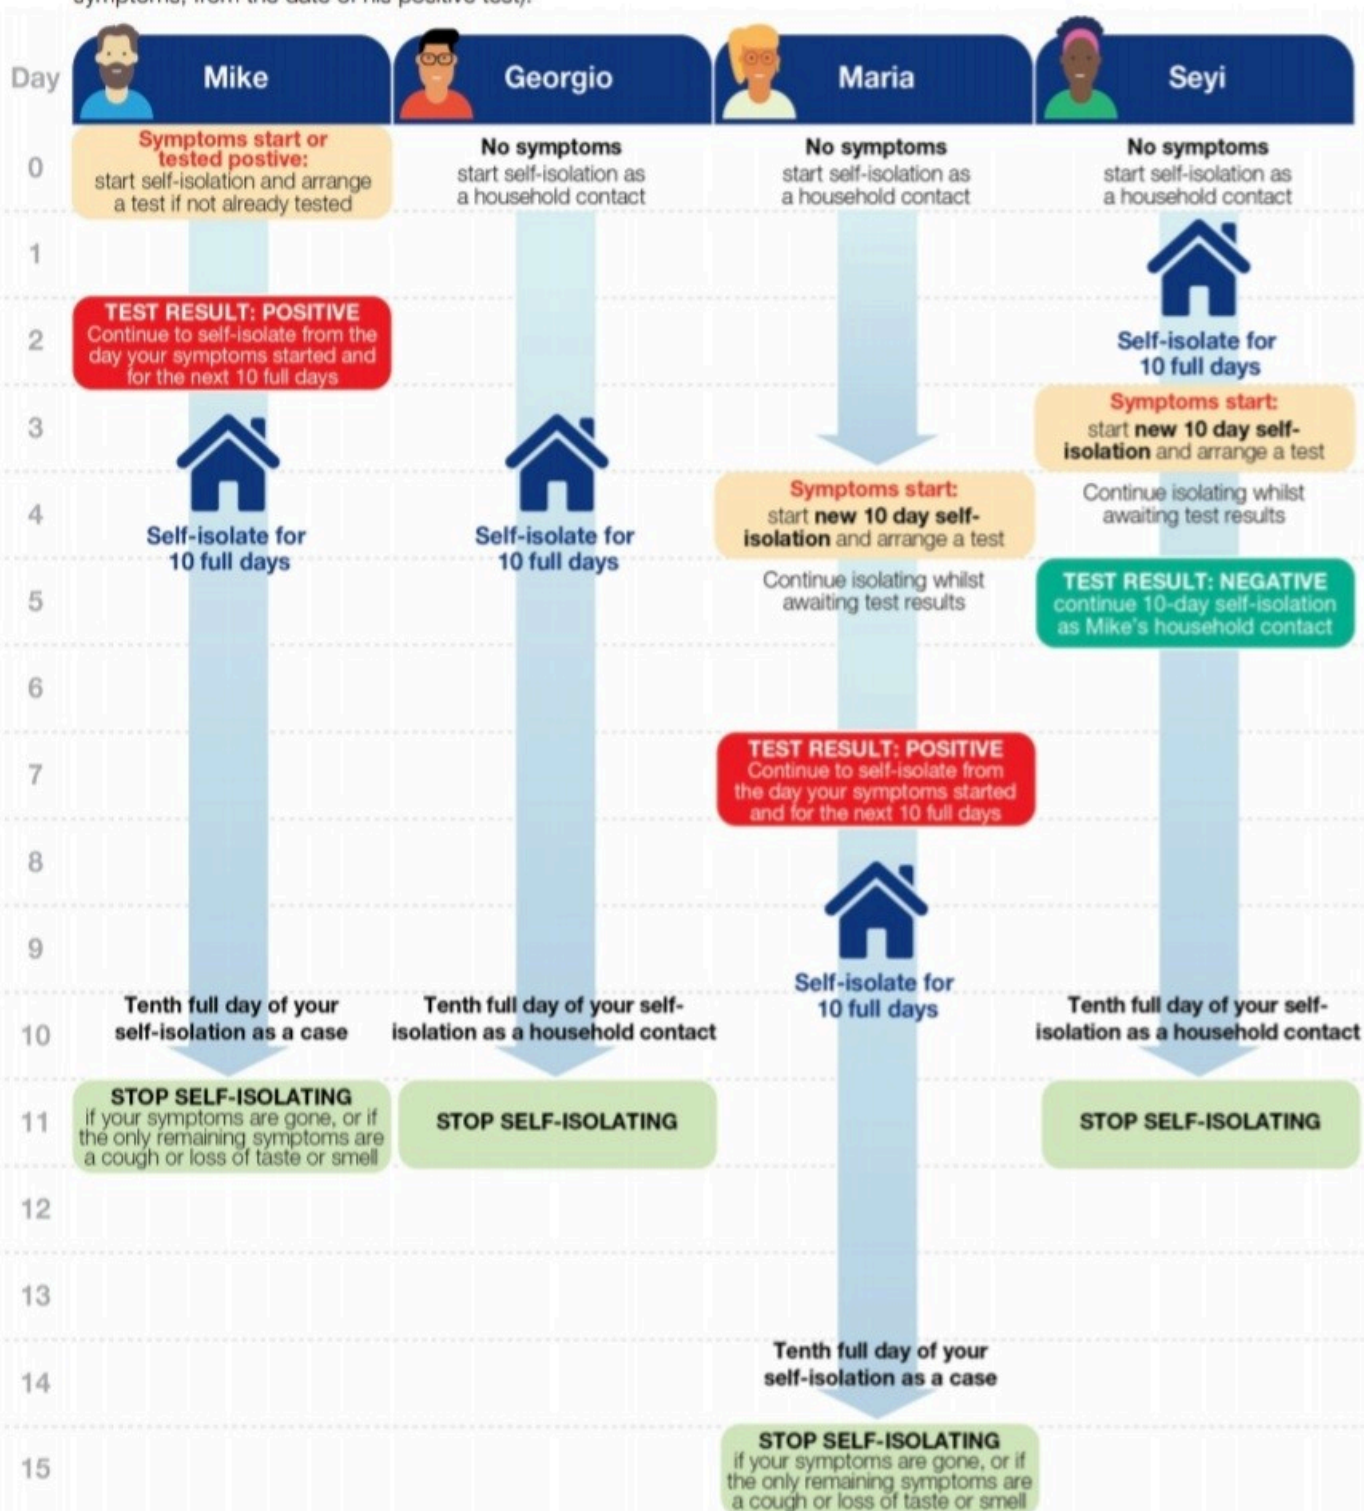 symptoms, from the date of his positive test).
Day
Mike
Georgio
Maria
Seyi
0
Symptoms start or
tested postive:
start self-isolation and arrange
a test if not already tested
No symptoms
start self-isolation as
a household contact
No symptoms
start self-isolation as
a household contact
No symptoms
start self-isolation as
a household contact
1
2
TEST RESULT: POSITIVE
Continue to self-isolate from the
day your symptoms started and
for the next 10 full days
Self-isolate for
10 full days
3
Symptoms start:
start new 10 day self-
isolation and arrange a test
4
Self-isolate for
10 full days
Self-isolate for
10 full days
Symptoms start:
start new 10 day self-
isolation and arrange a test
Continue isolating whilst
awaiting test results
5
Continue isolating whilst
awaiting test results
TEST RESULT: NEGATIVE
continue 10-day self-isolation
as Mike's household contact
6
7
TEST RESULT: POSITIVE
Continue to self-isolate from
the day your symptoms started
and for the next 10 full days
8
9
Self-isolate for
10 full days
10
Tenth full day of your
self-isolation as a case
Tenth full day of your self-
isolation as a household contact
Tenth full day of your self-
isolation as a household contact
11
STOP SELF-ISOLATING
if your symptoms are gone, or if
the only remaining symptoms are
a cough or loss of taste or smell
STOP SELF-ISOLATING
STOP SELF-ISOLATING
12
13
14
Tenth full day of your
self-isolation as a case
15
STOP SELF-ISOLATING
if your symptoms are gone, or if
the only remaining symptoms are
a cough or loss of taste or smell